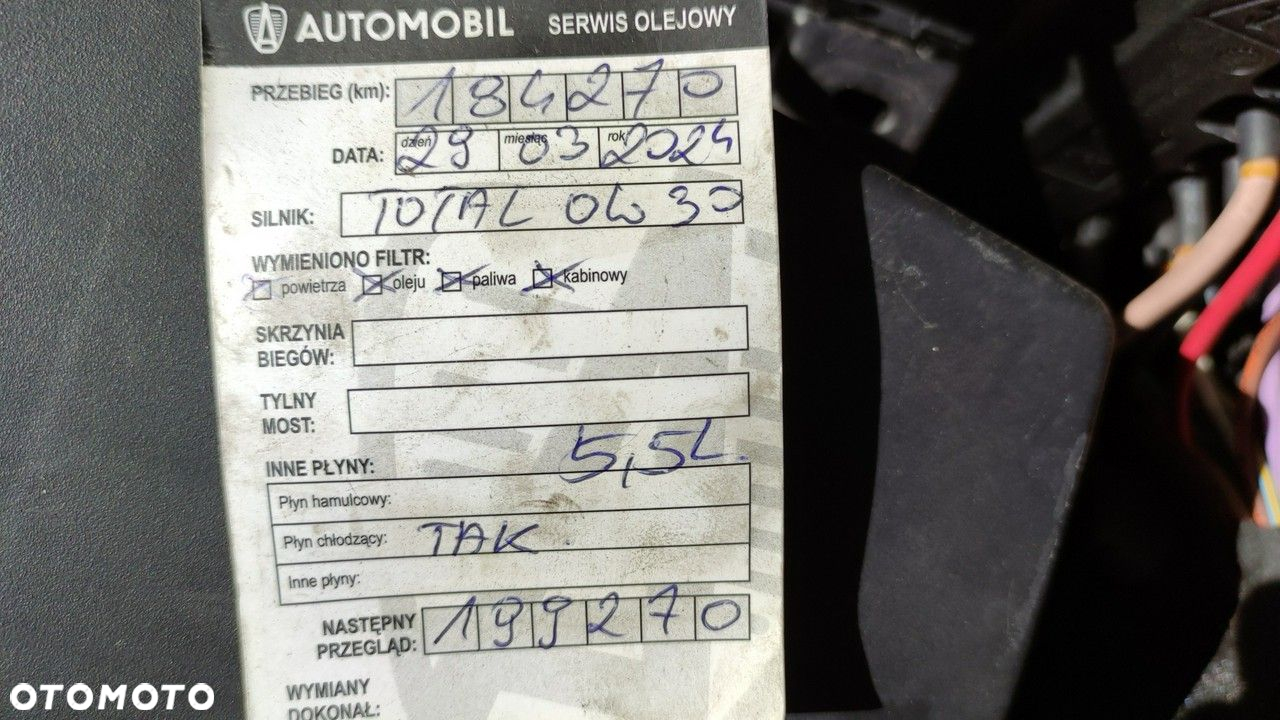 AUTOMOBIL SERWIS OLEJOWY
PRZEBIEG (km): 184270
DATA: dzień 29 miesiąc 03 rok 2024
SILNIK: TOTAL 0W30
WYMIENIONO FILTR:
powietrza oleju paliwa kabinowy
SKRZYNIA
BIEGÓW:
TYLNY
MOST:
5,5L.
INNE PŁYNY:
Płyn hamulcowy:
Płyn chłodzący: TAK.
Inne płyny:
NASTĘPNY
PRZEGLĄD: 199270
WYMIANY
DOKONAŁ:
OTOMOTO